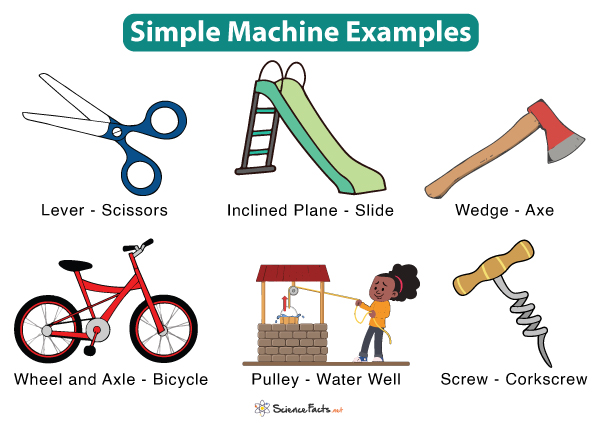 Simple Machine Examples
Lever - Scissors
Inclined Plane - Slide
Wedge - Axe
Wheel and Axle - Bicycle
Pulley - Water Well
Screw - Corkscrew
ScienceFacts.net